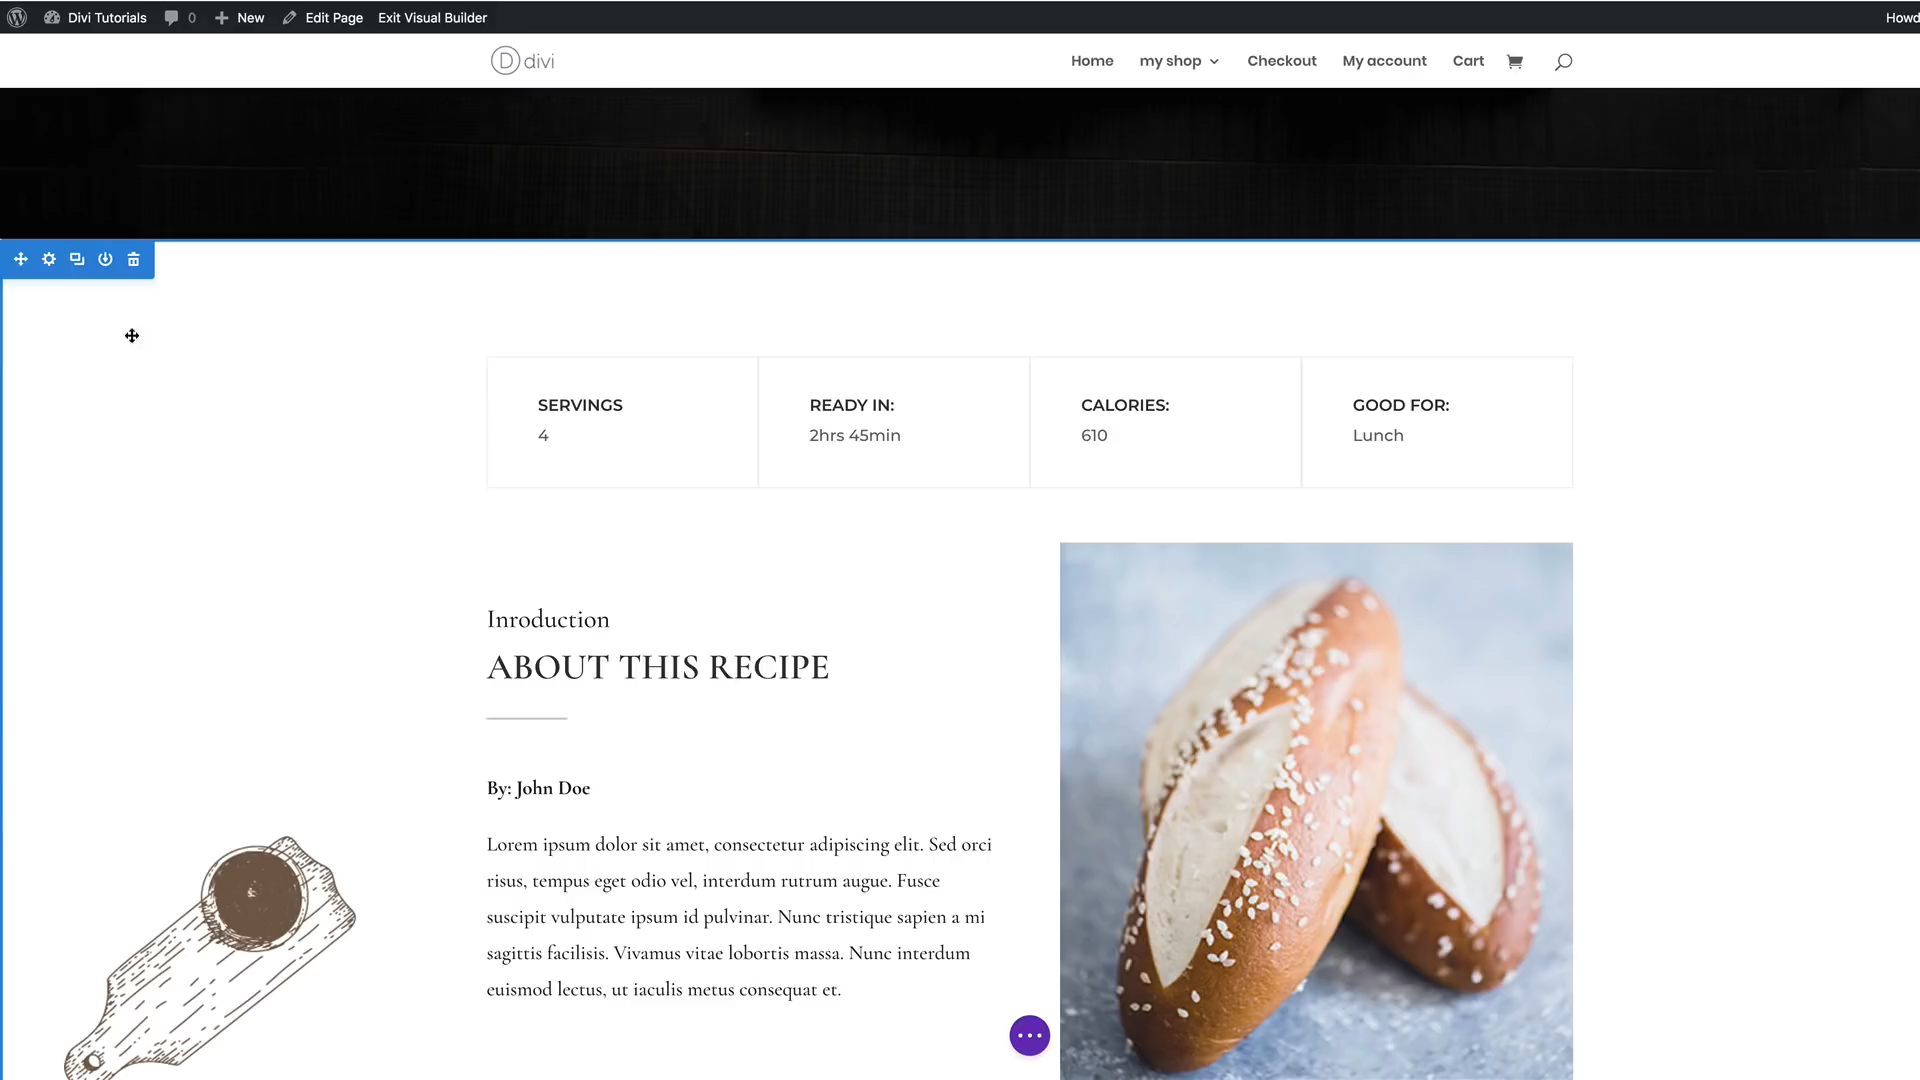 Divi Tutorials 0 New Edit Page Exit Visual Builder Howd
D divi Home my shop Checkout My account Cart
SERVINGS READY IN: CALORIES: GOOD FOR:
4 2hrs 45min 610 Lunch
Inroduction
ABOUT THIS RECIPE
By: John Doe
Lorem ipsum dolor sit amet, consectetur adipiscing elit. Sed orci
risus, tempus eget odio vel, interdum rutrum augue. Fusce
suscipit vulputate ipsum id pulvinar. Nunc tristique sapien a mi
sagittis facilisis. Vivamus vitae lobortis massa. Nunc interdum
euismod lectus, ut iaculis metus consequat et.